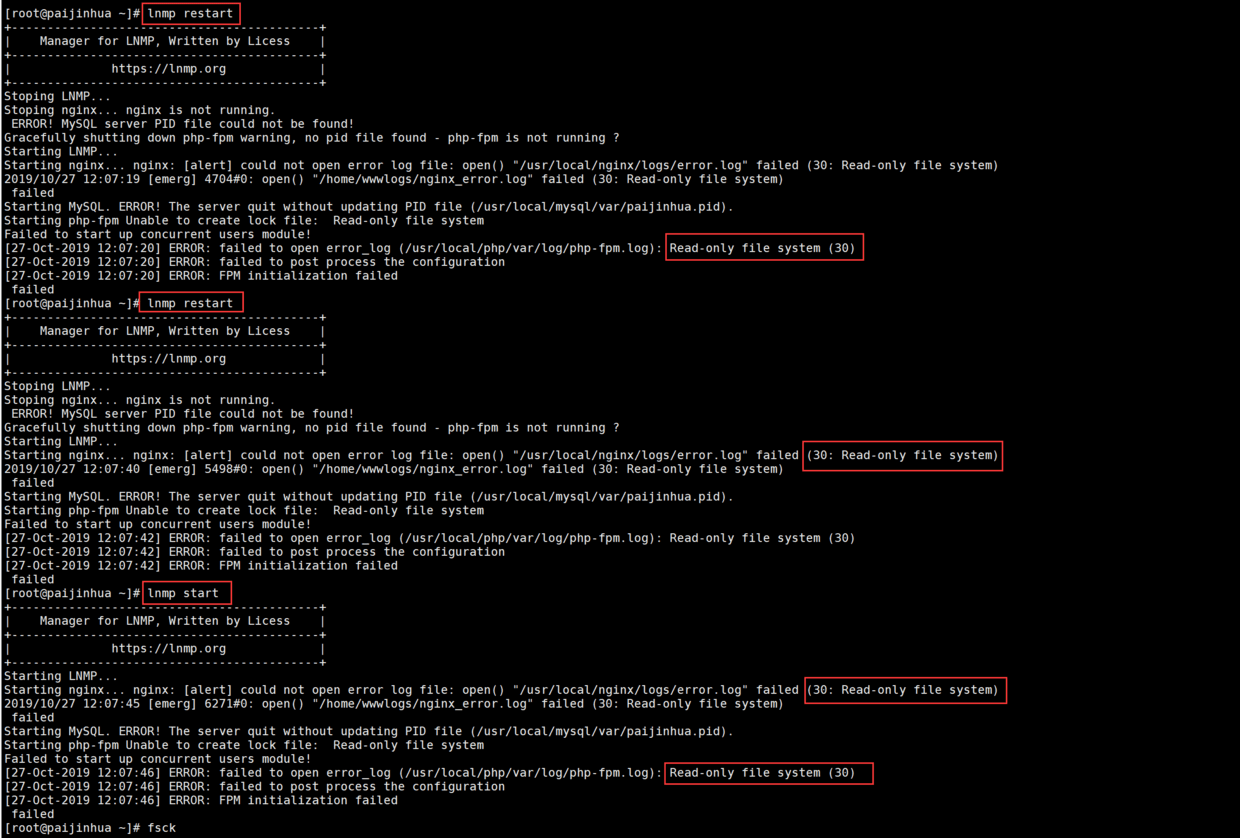 [root@paijinhua ~]# lnmp restart
+-------------------------------------------+
|    Manager for LNMP, Written by Licess    |
+-------------------------------------------+
|              https://lnmp.org             |
+-------------------------------------------+
Stoping LNMP...
Stoping nginx... nginx is not running.
 ERROR! MySQL server PID file could not be found!
Gracefully shutting down php-fpm warning, no pid file found - php-fpm is not running ?
Starting LNMP...
Starting nginx... nginx: [alert] could not open error log file: open() "/usr/local/nginx/logs/error.log" failed (30: Read-only file system)
2019/10/27 12:07:19 [emerg] 4704#0: open() "/home/wwwlogs/nginx_error.log" failed (30: Read-only file system)
 failed
Starting MySQL. ERROR! The server quit without updating PID file (/usr/local/mysql/var/paijinhua.pid).
Starting php-fpm Unable to create lock file:  Read-only file system
Failed to start up concurrent users module!
[27-Oct-2019 12:07:20] ERROR: failed to open error_log (/usr/local/php/var/log/php-fpm.log): Read-only file system (30)
[27-Oct-2019 12:07:20] ERROR: failed to post process the configuration
[27-Oct-2019 12:07:20] ERROR: FPM initialization failed
 failed
[root@paijinhua ~]# lnmp restart
+-------------------------------------------+
|    Manager for LNMP, Written by Licess    |
+-------------------------------------------+
|              https://lnmp.org             |
+-------------------------------------------+
Stoping LNMP...
Stoping nginx... nginx is not running.
 ERROR! MySQL server PID file could not be found!
Gracefully shutting down php-fpm warning, no pid file found - php-fpm is not running ?
Starting LNMP...
Starting nginx... nginx: [alert] could not open error log file: open() "/usr/local/nginx/logs/error.log" failed (30: Read-only file system)
2019/10/27 12:07:40 [emerg] 5498#0: open() "/home/wwwlogs/nginx_error.log" failed (30: Read-only file system)
 failed
Starting MySQL. ERROR! The server quit without updating PID file (/usr/local/mysql/var/paijinhua.pid).
Starting php-fpm Unable to create lock file:  Read-only file system
Failed to start up concurrent users module!
[27-Oct-2019 12:07:42] ERROR: failed to open error_log (/usr/local/php/var/log/php-fpm.log): Read-only file system (30)
[27-Oct-2019 12:07:42] ERROR: failed to post process the configuration
[27-Oct-2019 12:07:42] ERROR: FPM initialization failed
 failed
[root@paijinhua ~]# lnmp start
+-------------------------------------------+
|    Manager for LNMP, Written by Licess    |
+-------------------------------------------+
|              https://lnmp.org             |
+-------------------------------------------+
Starting LNMP...
Starting nginx... nginx: [alert] could not open error log file: open() "/usr/local/nginx/logs/error.log" failed (30: Read-only file system)
2019/10/27 12:07:45 [emerg] 6271#0: open() "/home/wwwlogs/nginx_error.log" failed (30: Read-only file system)
 failed
Starting MySQL. ERROR! The server quit without updating PID file (/usr/local/mysql/var/paijinhua.pid).
Starting php-fpm Unable to create lock file:  Read-only file system
Failed to start up concurrent users module!
[27-Oct-2019 12:07:46] ERROR: failed to open error_log (/usr/local/php/var/log/php-fpm.log): Read-only file system (30)
[27-Oct-2019 12:07:46] ERROR: failed to post process the configuration
[27-Oct-2019 12:07:46] ERROR: FPM initialization failed
 failed
[root@paijinhua ~]# fsck